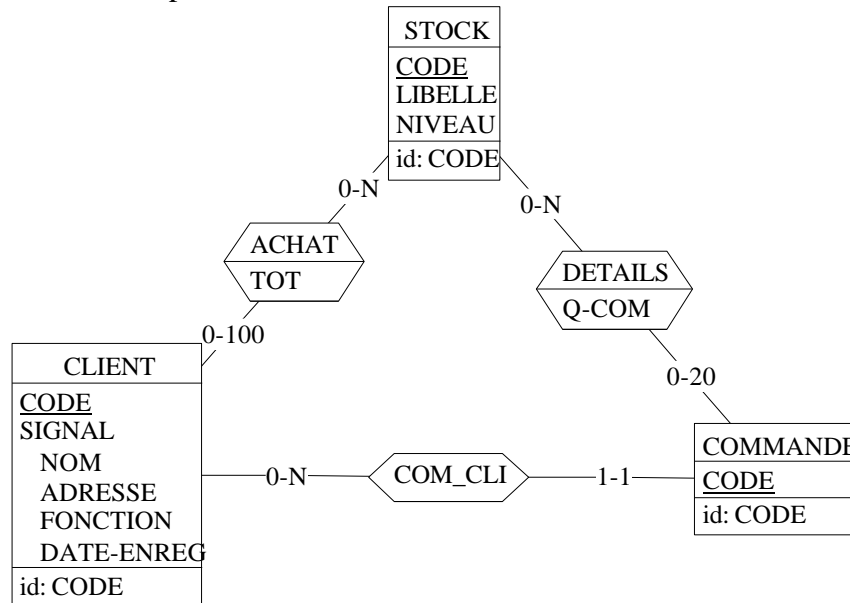 STOCK
CODE
LIBELLE
NIVEAU
id: CODE
0-N
0-N
ACHAT
TOT
DETAILS
Q-COM
0-100
0-20
CLIENT
CODE
SIGNAL
NOM
ADRESSE
FONCTION
DATE-ENREG
id: CODE
0-N
COM_CLI
1-1
COMMANDE
CODE
id: CODE